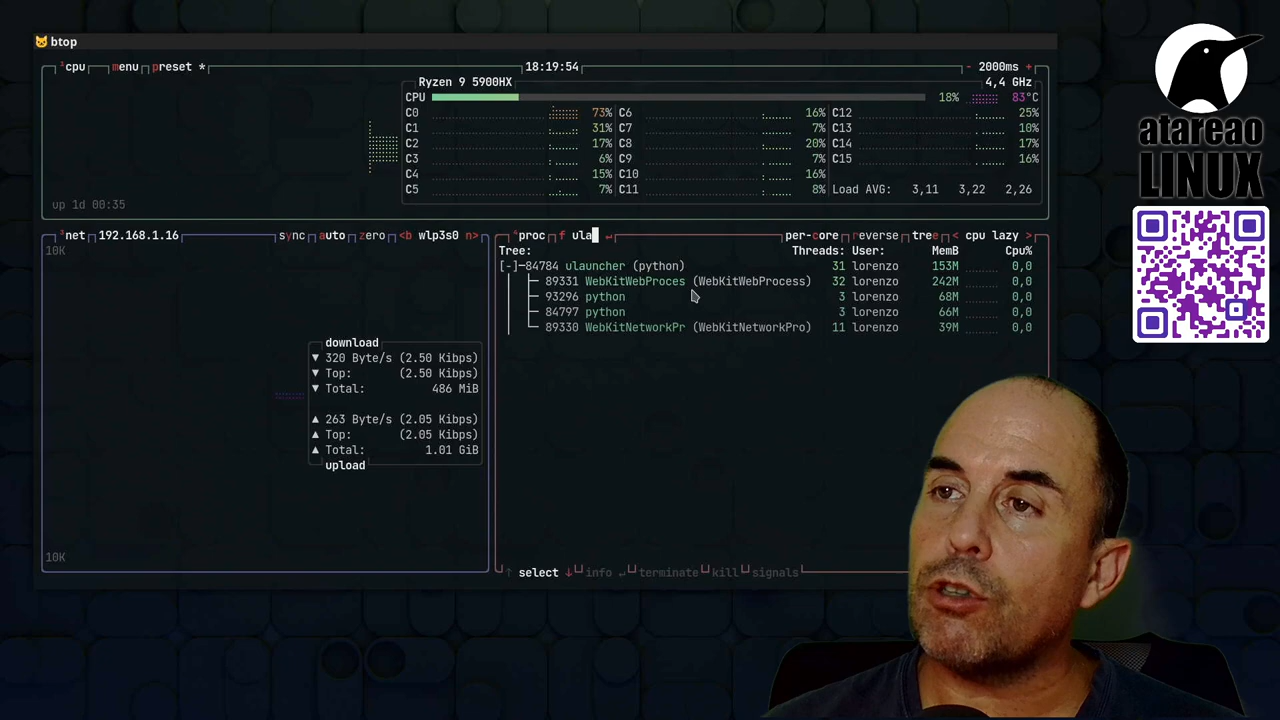 btop
¹cpu menu preset * 18:19:54 - 2000ms +
Ryzen 9 5900HX 4,4 GHz
CPU 18% 83°C
C0 73% C6 16% C12 25%
C1 31% C7 7% C13 10%
C2 17% C8 20% C14 17%
C3 6% C9 7% C15 16%
C4 15% C10 16%
C5 7% C11 8% Load AVG: 3,11 3,22 2,26
up 1d 00:35
³net 192.168.1.16 sync auto zero <b wlp3s0 n>
10K
download
▼ 320 Byte/s (2.50 Kibps)
▼ Top: (2.50 Kibps)
▼ Total: 486 MiB
▲ 263 Byte/s (2.05 Kibps)
▲ Top: (2.05 Kibps)
▲ Total: 1.01 GiB
upload
10K
⁴proc f ula ↵ per-core reverse tree < cpu lazy >
Tree: Threads: User: MemB Cpu%
[-]─84784 ulauncher (python) 31 lorenzo 153M 0,0
├─ 89331 WebKitWebProces (WebKitWebProcess) 32 lorenzo 242M 0,0
├─ 93296 python 3 lorenzo 68M 0,0
├─ 84797 python 3 lorenzo 66M 0,0
└─ 89330 WebKitNetworkPr (WebKitNetworkPro) 11 lorenzo 39M 0,0
↑ select ↓ info ↵ terminate kill signals
atareao
LINUX